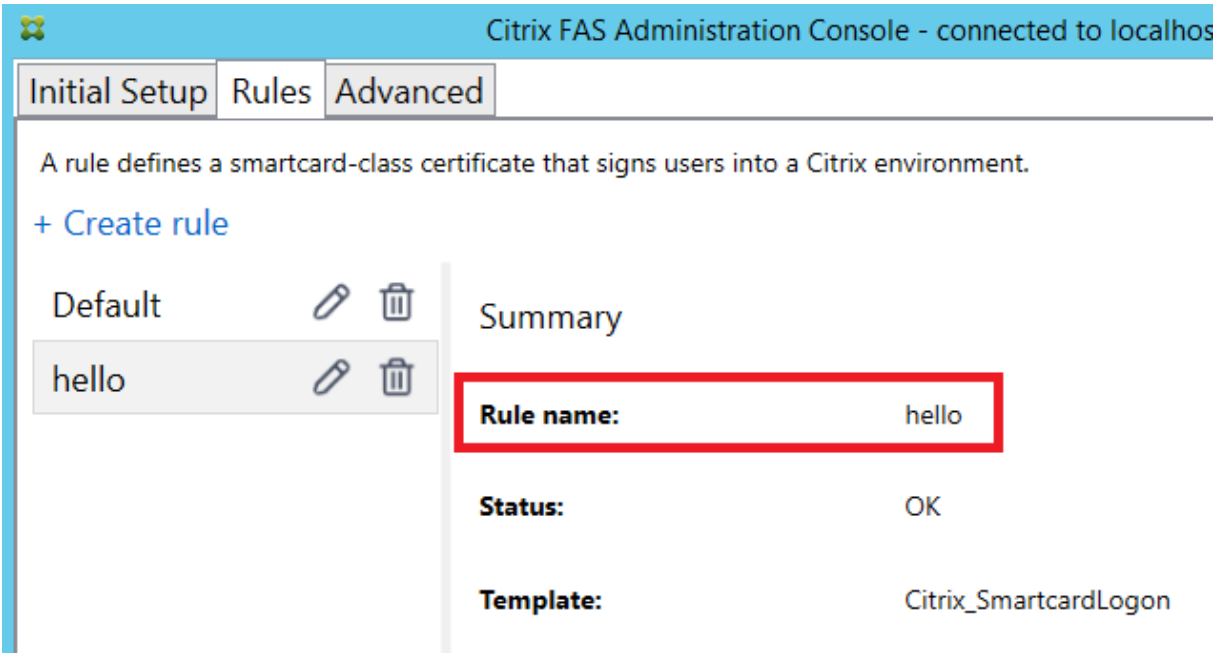 Citrix FAS Administration Console - connected to localhos
Initial Setup Rules Advanced
A rule defines a smartcard-class certificate that signs users into a Citrix environment.
+ Create rule
Default
hello
Summary
Rule name: hello
Status: OK
Template: Citrix_SmartcardLogon